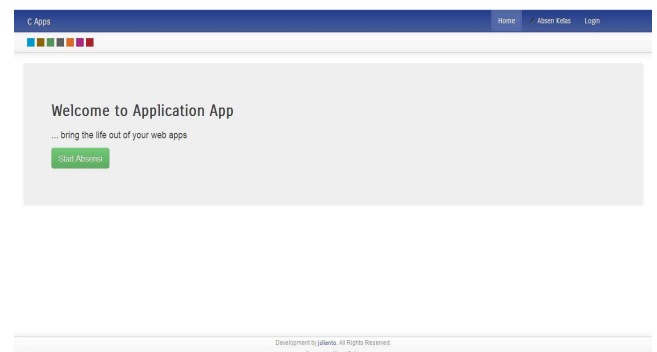 C Apps
Home Absen Kelas Login
Welcome to Application App
... bring the life out of your web apps
Start Absensi
Development by julianto. All Rights Reserved.